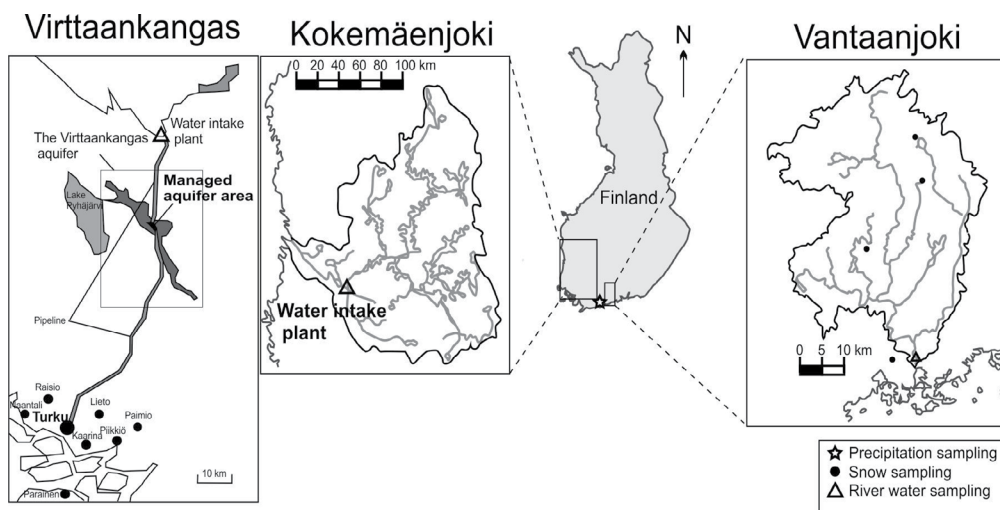 Virttaankangas
Water intake
plant
The Virttaankangas
aquifer
Managed
aquifer area
Lake
Pyhäjärvi
Pipeline
Raisio
Naantali
Turku
Lieto
Paimio
Kaarina
Piikkiö
Parainen
10 km
Kokemäenjoki
0 20 40 60 80 100 km
Water intake
plant
N
Finland
Vantaanjoki
0 5 10 km
Precipitation sampling
Snow sampling
River water sampling